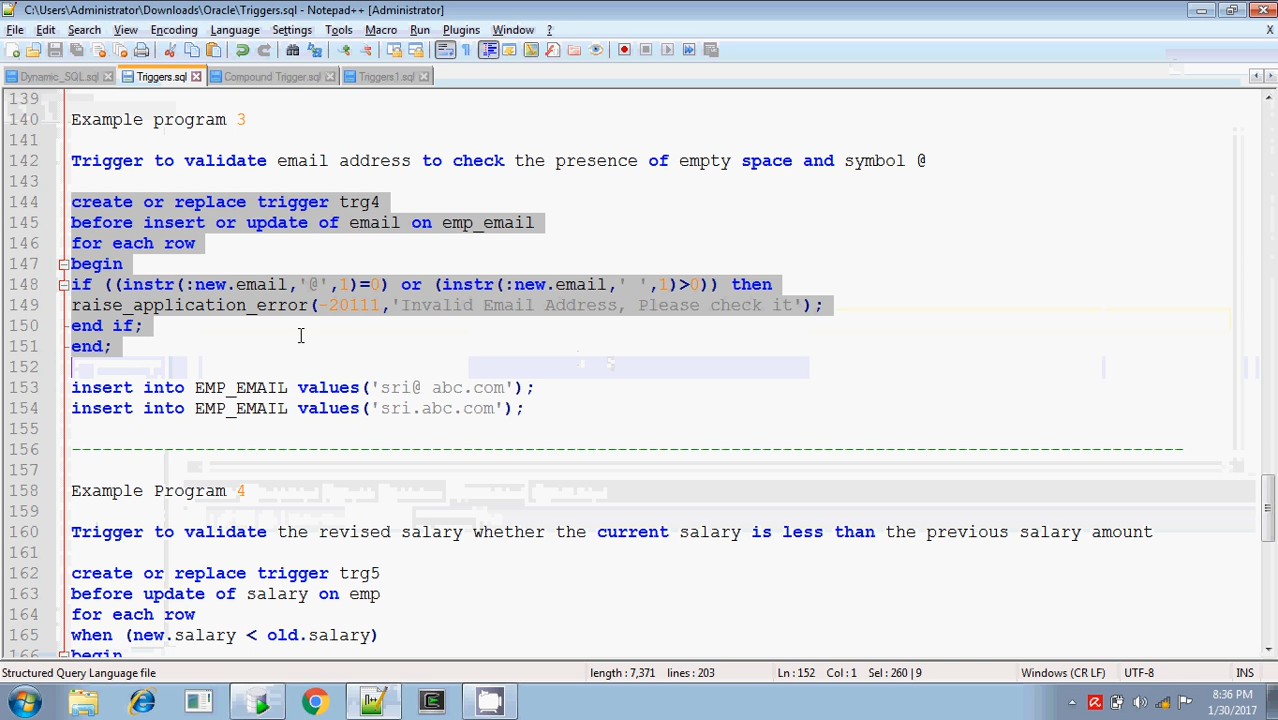 C:\Users\Administrator\Downloads\Oracle\Triggers.sql - Notepad++ [Administrator]
File Edit Search View Encoding Language Settings Tools Macro Run Plugins Window ? X
Dynamic_SQL.sql Triggers.sql Compound Trigger.sql Triggers1.sql
139
140 Example program 3
141
142 Trigger to validate email address to check the presence of empty space and symbol @
143
144 create or replace trigger trg4
145 before insert or update of email on emp_email
146 for each row
147 begin
148 if ((instr(:new.email,'@',1)=0) or (instr(:new.email,' ',1)>0)) then
149 raise_application_error(-20111,'Invalid Email Address, Please check it');
150 end if;
151 end;
152
153 insert into EMP_EMAIL values('sri@ abc.com');
154 insert into EMP_EMAIL values('sri.abc.com');
155
156 ------------------------------------------------------------------------------------------------------------
157
158 Example Program 4
159
160 Trigger to validate the revised salary whether the current salary is less than the previous salary amount
161
162 create or replace trigger trg5
163 before update of salary on emp
164 for each row
165 when (new.salary < old.salary)
166 begin
Structured Query Language file length : 7,371 lines : 203 Ln : 152 Col : 1 Sel : 260 | 9 Windows (CR LF) UTF-8 INS
8:36 PM
1/30/2017